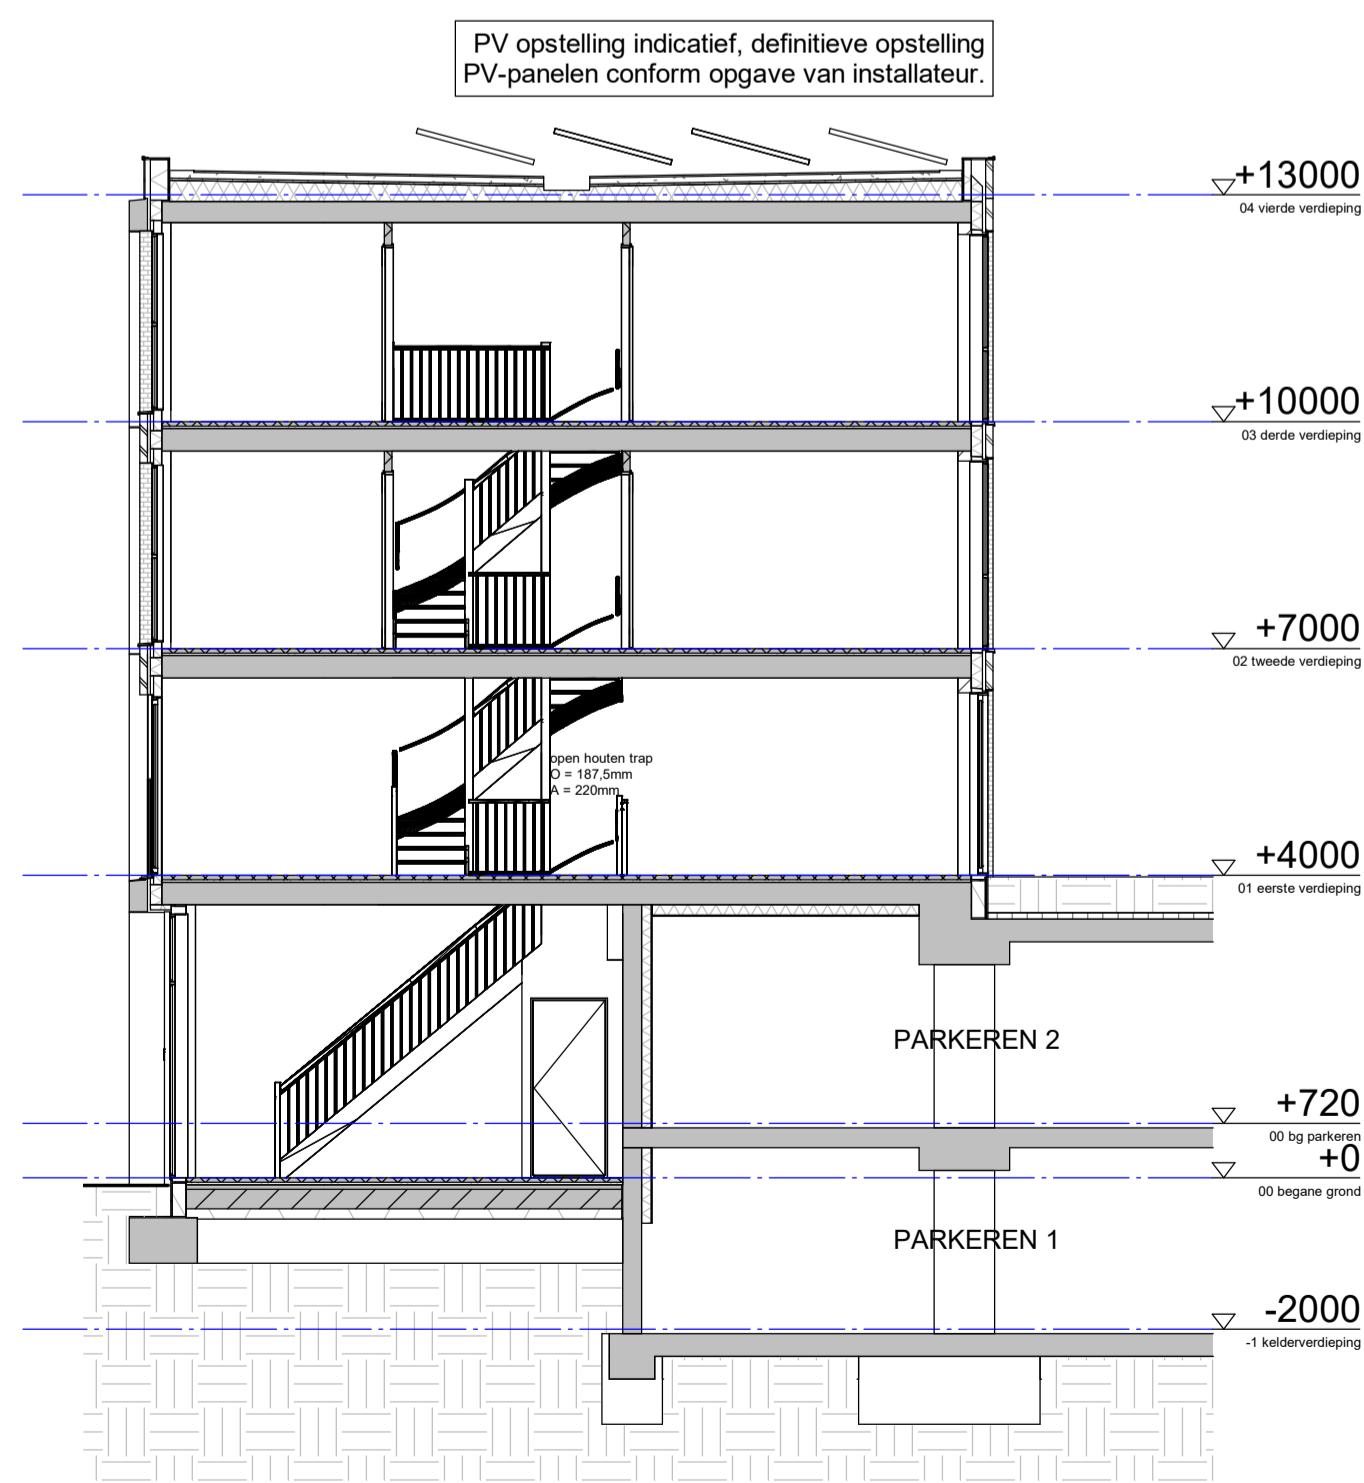 PV opstelling indicatief, definitieve opstelling
PV-panelen conform opgave van installateur.
+13000
04 vierde verdieping
+10000
03 derde verdieping
+7000
02 tweede verdieping
open houten trap
O = 187,5mm
A = 220mm
+4000
01 eerste verdieping
PARKEREN 2
+720
00 bg parkeren
+0
00 begane grond
PARKEREN 1
-2000
-1 kelderverdieping